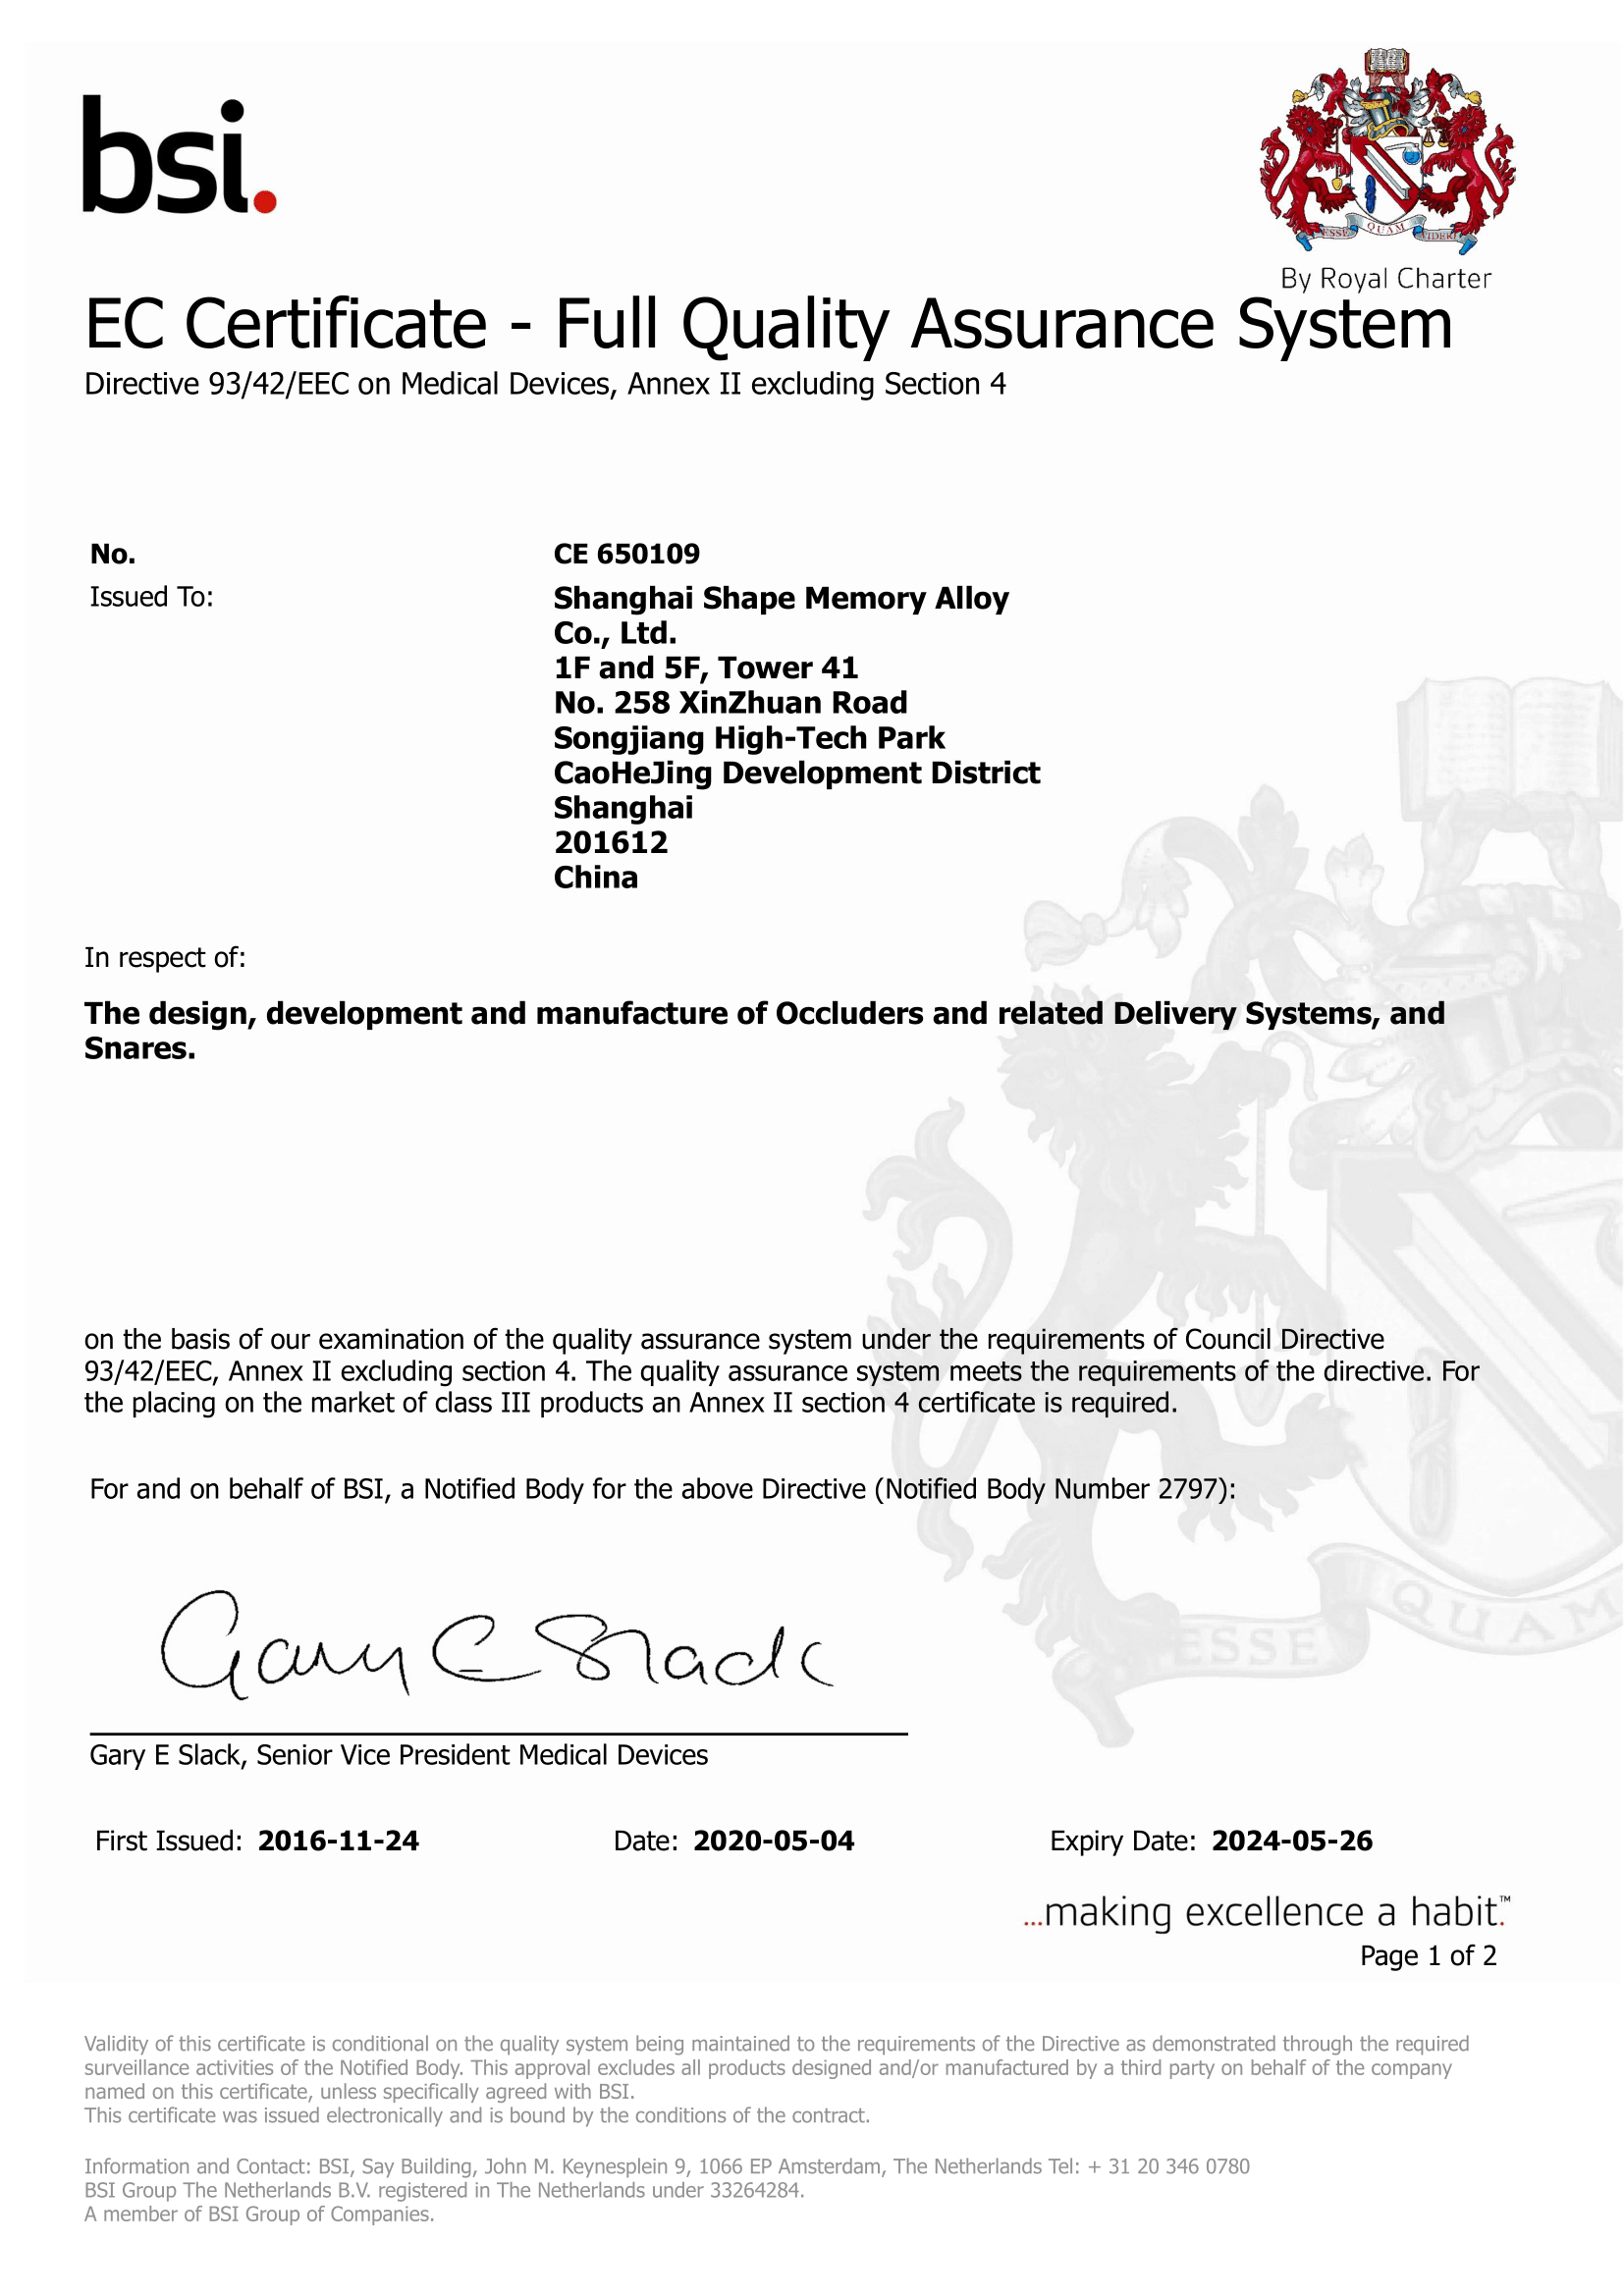 bsi.
ESSE QUAM VIDERI
By Royal Charter
EC Certificate - Full Quality Assurance System
Directive 93/42/EEC on Medical Devices, Annex II excluding Section 4
No. CE 650109
Issued To: Shanghai Shape Memory Alloy
Co., Ltd.
1F and 5F, Tower 41
No. 258 XinZhuan Road
Songjiang High-Tech Park
CaoHeJing Development District
Shanghai
201612
China
In respect of:
The design, development and manufacture of Occluders and related Delivery Systems, and
Snares.
on the basis of our examination of the quality assurance system under the requirements of Council Directive
93/42/EEC, Annex II excluding section 4. The quality assurance system meets the requirements of the directive. For
the placing on the market of class III products an Annex II section 4 certificate is required.
For and on behalf of BSI, a Notified Body for the above Directive (Notified Body Number 2797):
Gary E Slack
ESSE QUAM
Gary E Slack, Senior Vice President Medical Devices
First Issued: 2016-11-24 Date: 2020-05-04 Expiry Date: 2024-05-26
...making excellence a habit.™
Page 1 of 2
Validity of this certificate is conditional on the quality system being maintained to the requirements of the Directive as demonstrated through the required
surveillance activities of the Notified Body. This approval excludes all products designed and/or manufactured by a third party on behalf of the company
named on this certificate, unless specifically agreed with BSI.
This certificate was issued electronically and is bound by the conditions of the contract.
Information and Contact: BSI, Say Building, John M. Keynesplein 9, 1066 EP Amsterdam, The Netherlands Tel: + 31 20 346 0780
BSI Group The Netherlands B.V. registered in The Netherlands under 33264284.
A member of BSI Group of Companies.